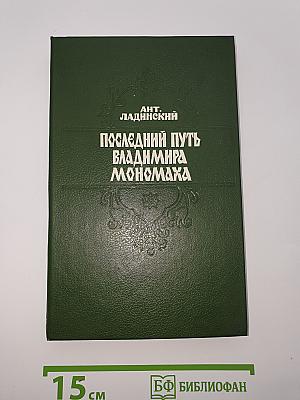 АНТ.
ЛАДИНСКИЙ
ПОСЛЕДНИЙ ПУТЬ
ВЛАДИМИРА
МОНОМАХА
15 см
БФ БИБЛИОФАН